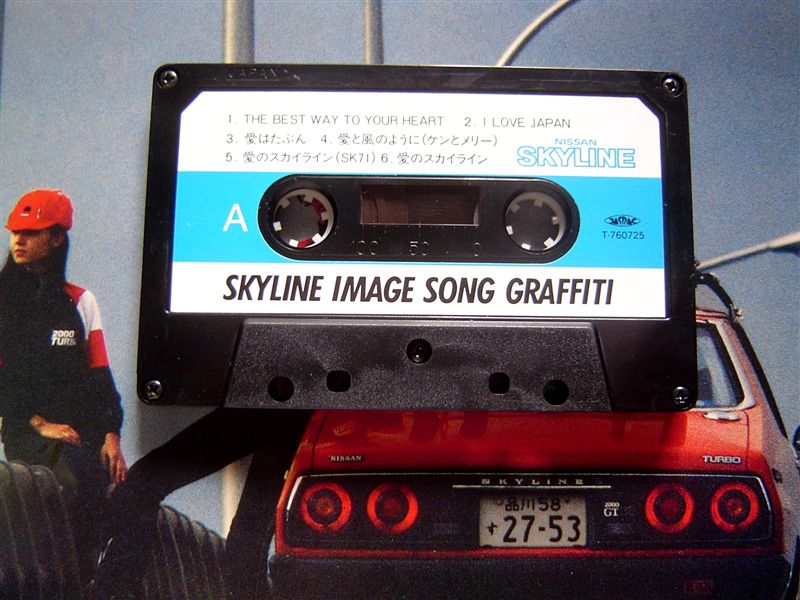 JAPAN
1. THE BEST WAY TO YOUR HEART 2. I LOVE JAPAN
3. 愛はたぶん 4. 愛と風のように(ケンとメリー)
5. 愛のスカイライン(SK71) 6. 愛のスカイライン
NISSAN
SKYLINE
A
100 50 0
JASRAC
T-760725
SKYLINE IMAGE SONG GRAFFITI
2000
TURBO
NISSAN
TURBO
SKYLINE
品川58
す 27-53
2000
GT